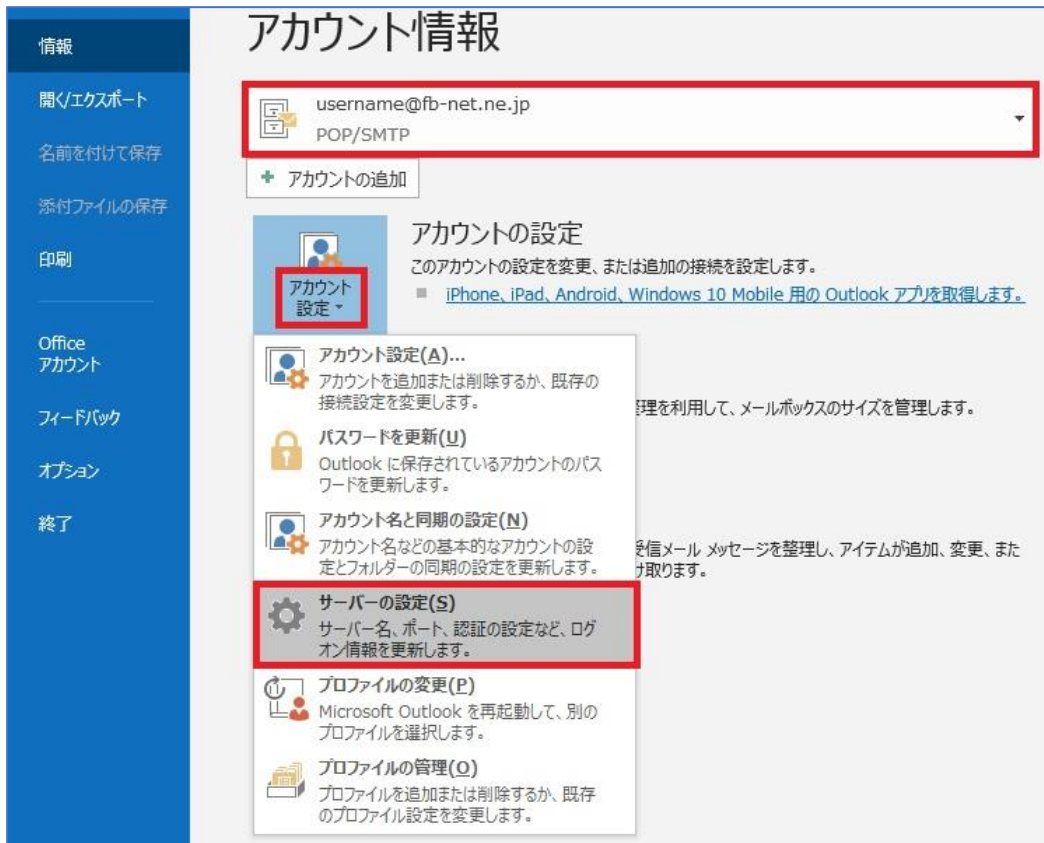 情報
開く/エクスポート
名前を付けて保存
添付ファイルの保存
印刷
Office
アカウント
フィードバック
オプション
終了
アカウント情報
username@fb-net.ne.jp
POP/SMTP
アカウントの追加
アカウント
設定
アカウントの設定
このアカウントの設定を変更、または追加の接続を設定します。
iPhone、iPad、Android、Windows 10 Mobile 用の Outlook アプリを取得します。
アカウント設定(A)...
アカウントを追加または削除するか、既存の
接続設定を変更します。
理を利用して、メールボックスのサイズを管理します。
パスワードを更新(U)
Outlook に保存されているアカウントのパス
ワードを更新します。
アカウント名と同期の設定(N)
アカウント名などの基本的なアカウントの設
定とフォルダーの同期の設定を更新します。
受信メール メッセージを整理し、アイテムが追加、変更、また
け取ります。
サーバーの設定(S)
サーバー名、ポート、認証の設定など、ログ
オン情報を更新します。
プロファイルの変更(P)
Microsoft Outlook を再起動して、別の
プロファイルを選択します。
プロファイルの管理(O)
プロファイルを追加または削除するか、既存
のプロファイル設定を変更します。